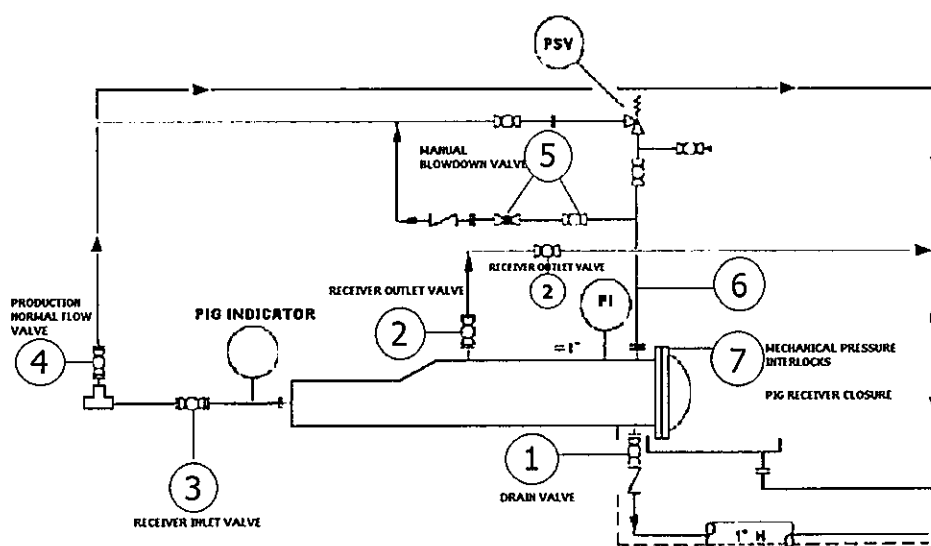 PSV
MANUAL
BLOWDOWN VALVE
5
RECEIVER OUTLET VALVE
2
RECEIVER OUTLET VALVE
2
PI
6
PRODUCTION
NORMAL FLOW
VALVE
4
PIG INDICATOR
7
MECHANICAL PRESSURE
INTERLOCKS
PIG RECEIVER CLOSURE
1
DRAIN VALVE
3
RECEIVER INLET VALVE